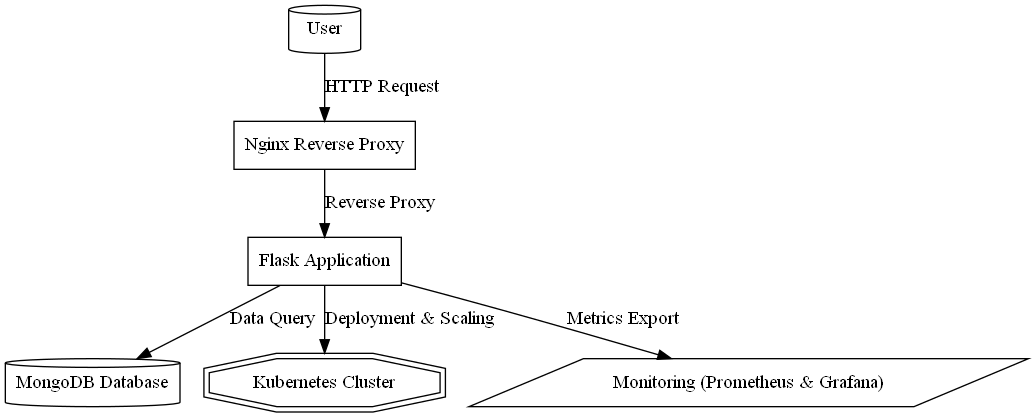 User
HTTP Request
Nginx Reverse Proxy
Reverse Proxy
Flask Application
Data Query
Deployment & Scaling
Metrics Export
MongoDB Database
Kubernetes Cluster
Monitoring (Prometheus & Grafana)